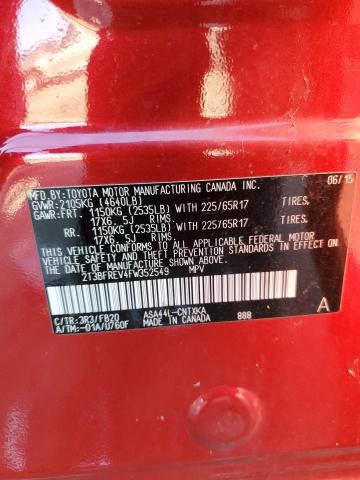 MFD.BY:TOYOTA MOTOR MANUFACTURING CANADA INC. 06/15
GVWR:2105KG (4640LB)
GAWR:FRT. 1150KG (2535LB) WITH 225/65R17 TIRES,
17X6.5J RIMS,
RR. 1150KG (2535LB) WITH 225/65R17 TIRES,
17X6.5J RIMS,
THIS VEHICLE CONFORMS TO ALL APPLICABLE FEDERAL MOTOR
VEHICLE SAFETY STANDARDS IN EFFECT ON THE DATE OF
MANUFACTURE SHOWN ABOVE.
2T3BFREV4FW352549 MPV
C/TR:3R3/FB20 ASA44L-CNTXKA A
A/TM:-01A/U760F MADE IN CANADA 888